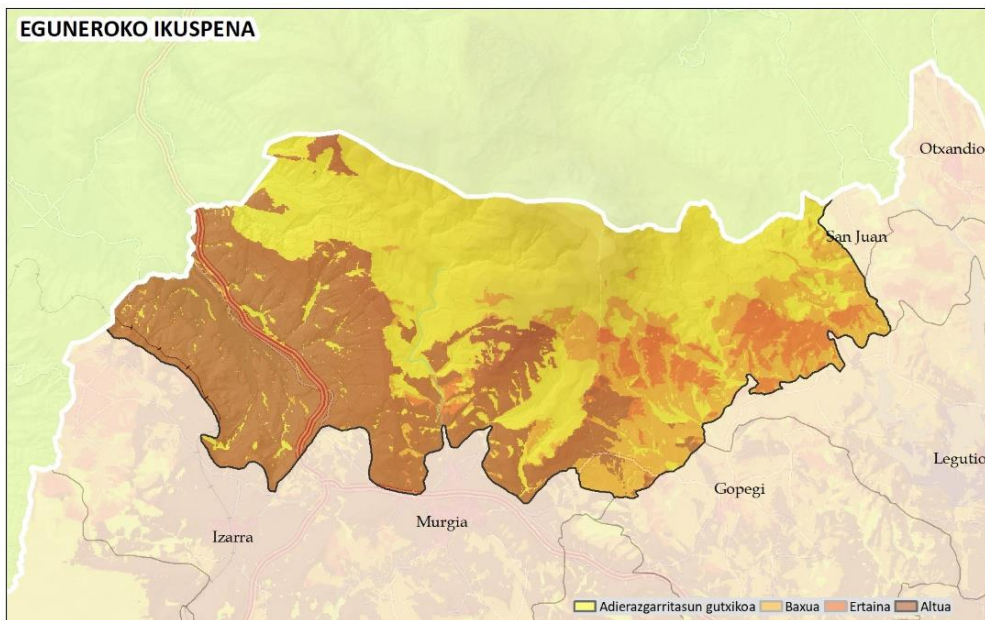 EGUNEROKO IKUSPENA
Otxandio
San Juan
Legutio
Gopegi
Murgia
Izarra
Adierazgarritasun gutxikoa Baxua Ertaina Altua